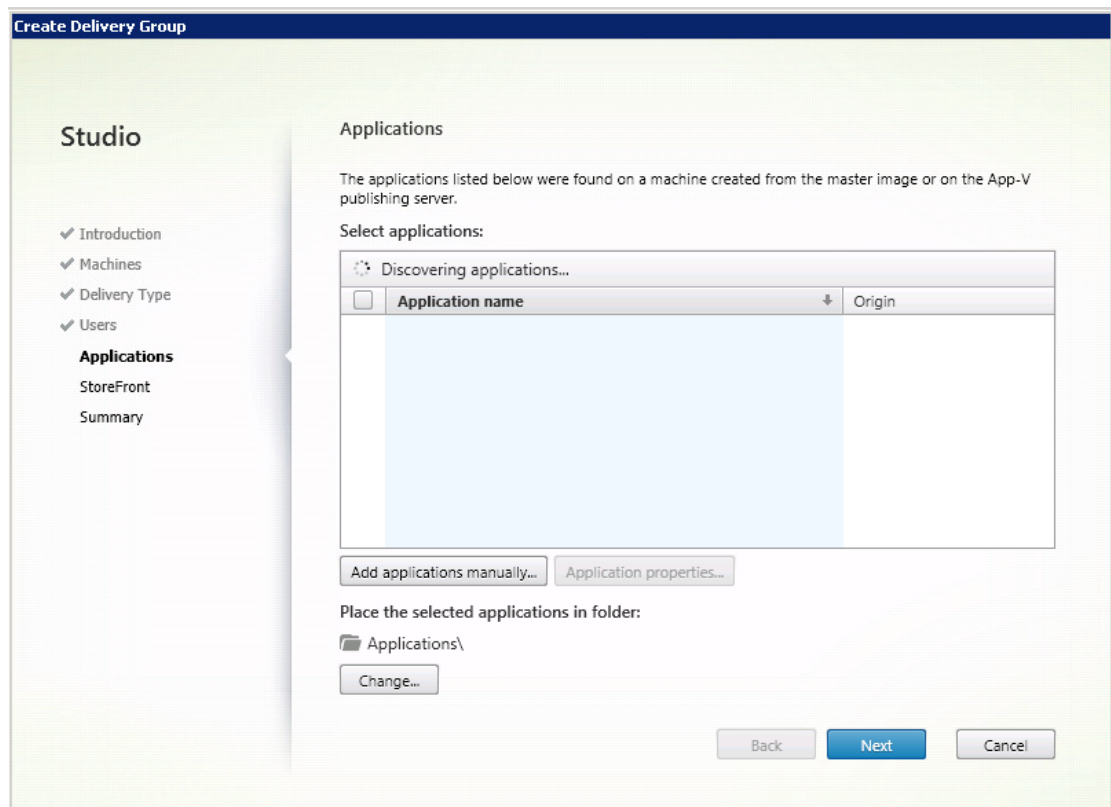 Create Delivery Group
Studio
Introduction
Machines
Delivery Type
Users
Applications
StoreFront
Summary
Applications
The applications listed below were found on a machine created from the master image or on the App-V
publishing server.
Select applications:
Discovering applications...
Application name
Origin
Add applications manually...
Application properties...
Place the selected applications in folder:
Applications\
Change...
Back
Next
Cancel